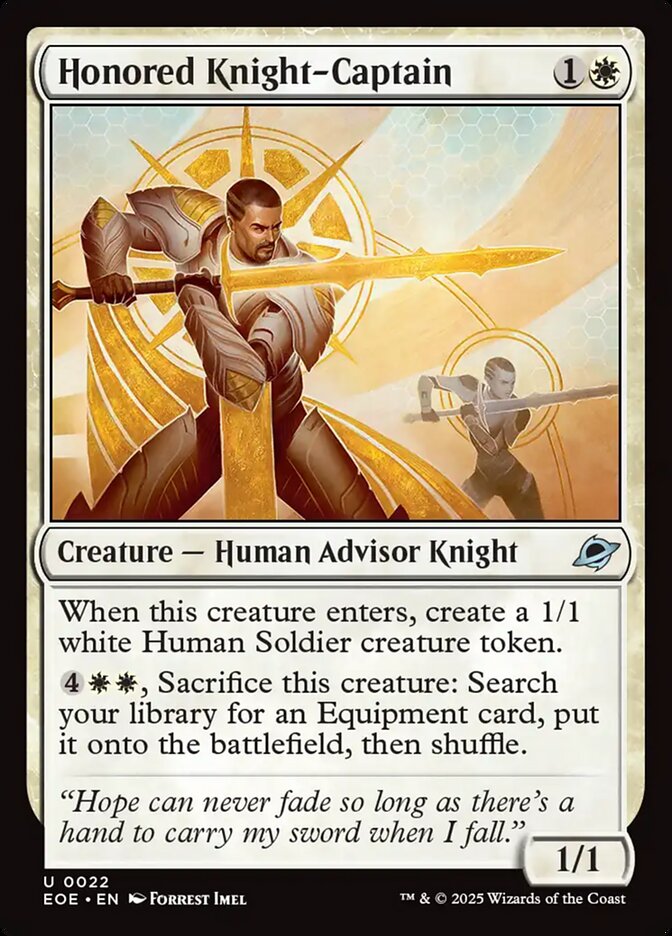 Honored Knight-Captain 1
Creature — Human Advisor Knight
When this creature enters, create a 1/1
white Human Soldier creature token.
4, Sacrifice this creature: Search
your library for an Equipment card, put
it onto the battlefield, then shuffle.
“Hope can never fade so long as there’s a
hand to carry my sword when I fall.”
1/1
U 0022
EOE • EN Forrest Imel
™ & © 2025 Wizards of the Coast